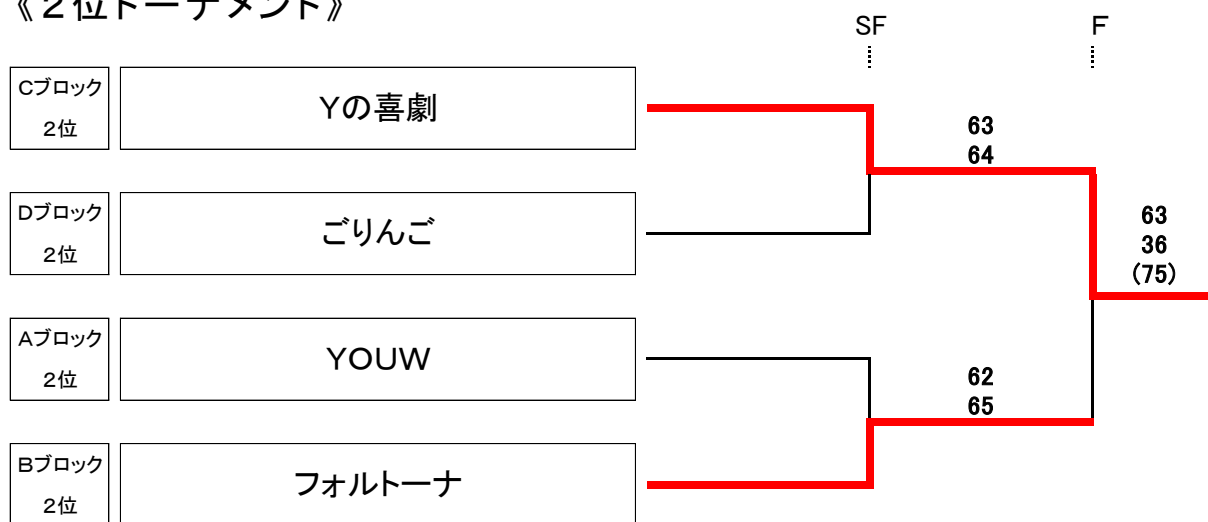 《2位トーナメント》
SF
F
Cブロック
2位
Yの喜劇
63
64
Dブロック
2位
ごりんご
63
36
(75)
Aブロック
2位
YOUW
62
65
Bブロック
2位
フォルトーナ